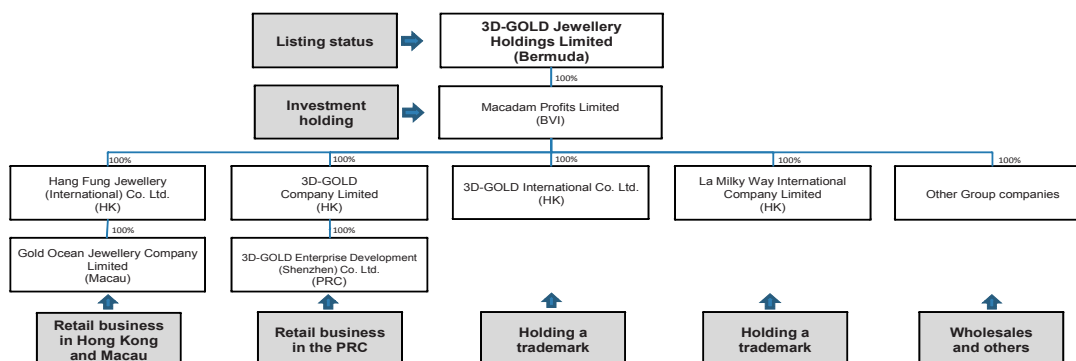 Listing status
3D-GOLD Jewellery
Holdings Limited
(Bermuda)
100%
Investment
holding
Macadam Profits Limited
(BVI)
100%
100%
100%
100%
100%
Hang Fung Jewellery
(International) Co. Ltd.
(HK)
3D-GOLD
Company Limited
(HK)
3D-GOLD International Co. Ltd.
(HK)
La Milky Way International
Company Limited
(HK)
Other Group companies
100%
100%
Gold Ocean Jewellery Company
Limited
(Macau)
3D-GOLD Enterprise Development
(Shenzhen) Co. Ltd.
(PRC)
Retail business
in Hong Kong
and Macau
Retail business
in the PRC
Holding a
trademark
Holding a
trademark
Wholesales
and others